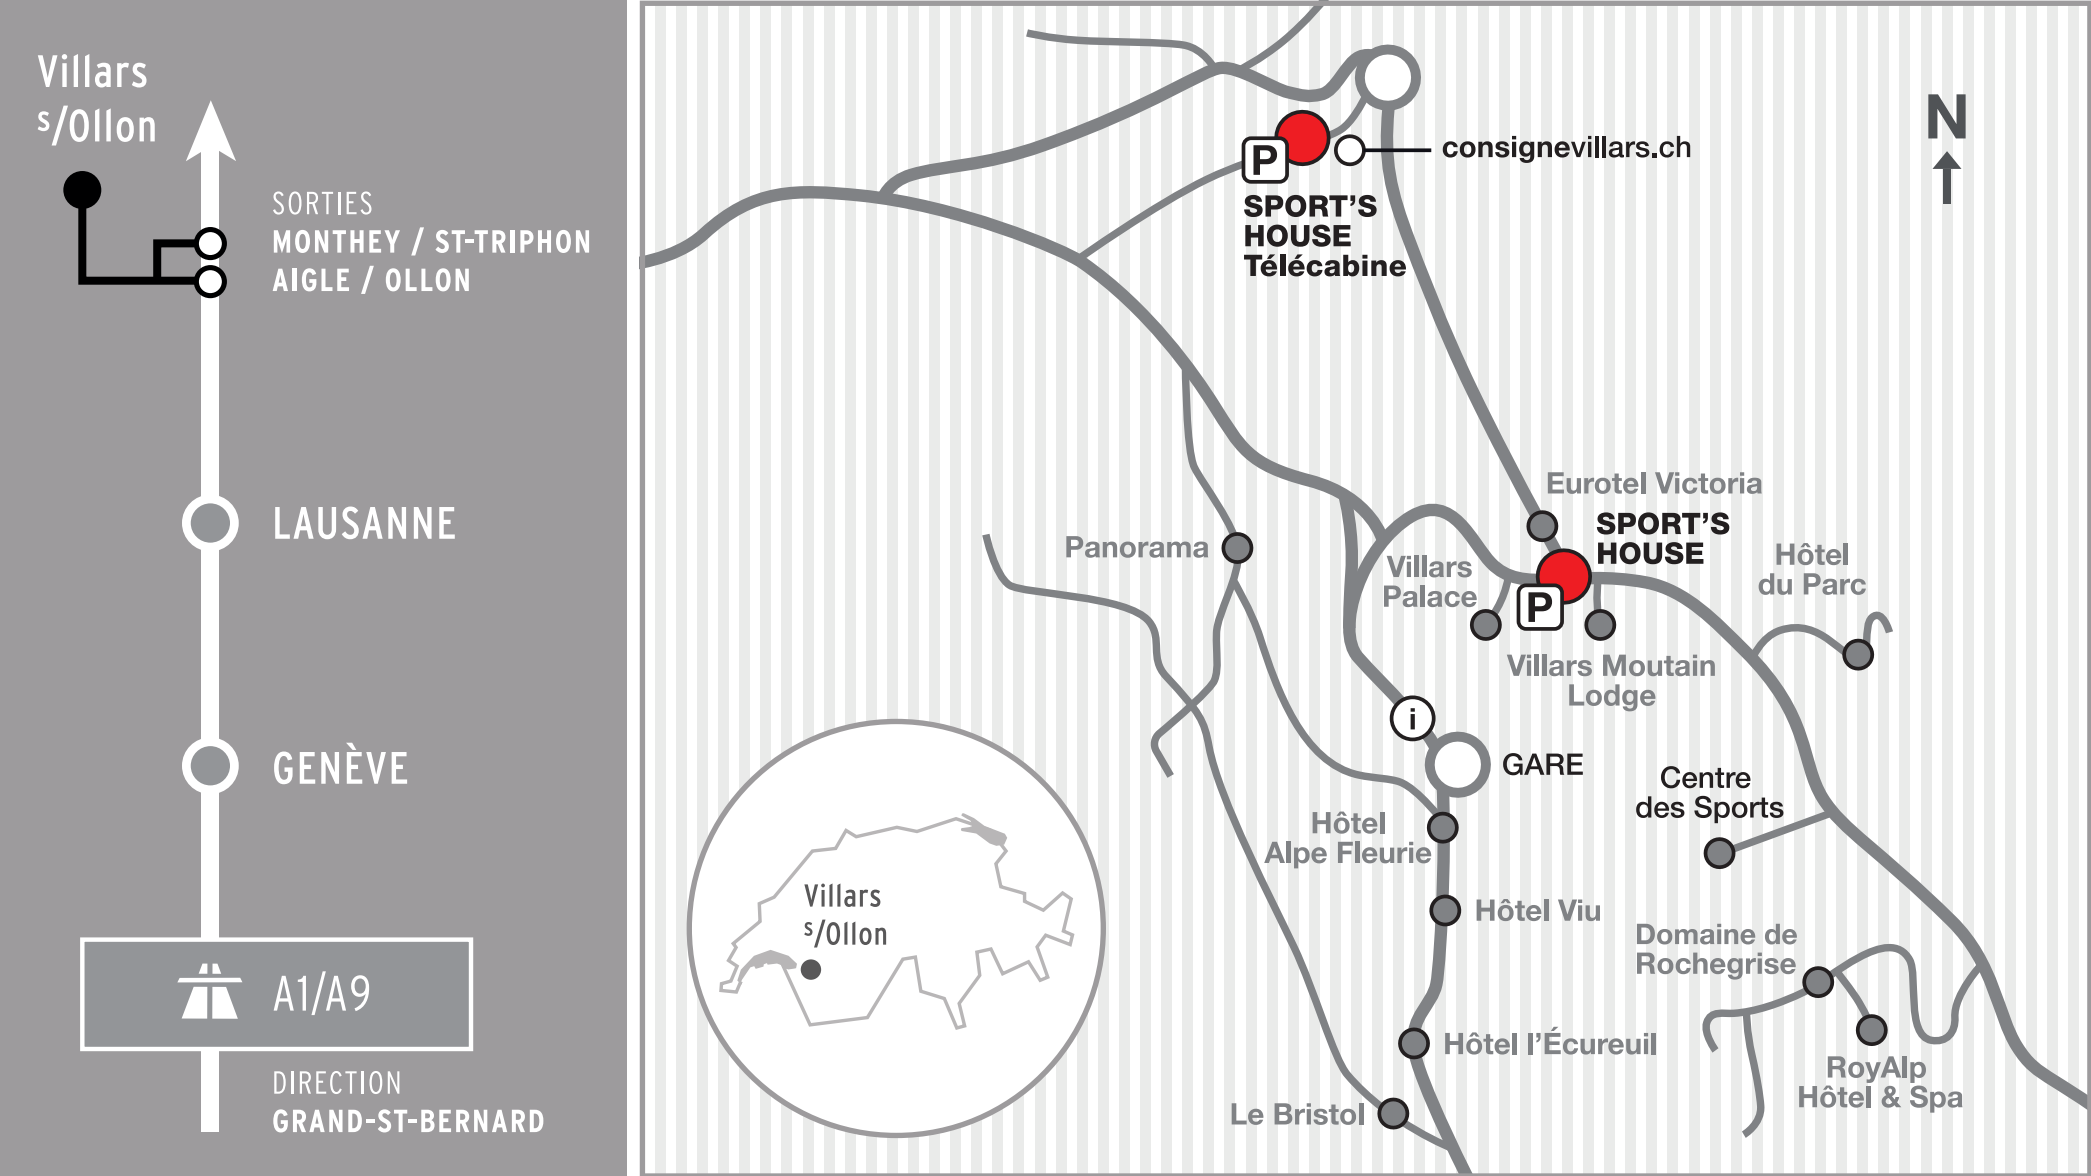 Villars
s/Ollon
SORTIES
MONTHEY / ST-TRIPHON
AIGLE / OLLON
LAUSANNE
GENÈVE
A1/A9
DIRECTION
GRAND-ST-BERNARD
N
consignevillars.ch
P
SPORT'S
HOUSE
Télécabine
Eurotel Victoria
SPORT'S
HOUSE
P
Panorama
Villars
Palace
Hôtel
du Parc
Villars Moutain
Lodge
i
GARE
Centre
des Sports
Hôtel
Alpe Fleurie
Villars
s/Ollon
Hôtel Viu
Domaine de
Rochegrise
Hôtel l'Écureuil
RoyAlp
Hôtel & Spa
Le Bristol